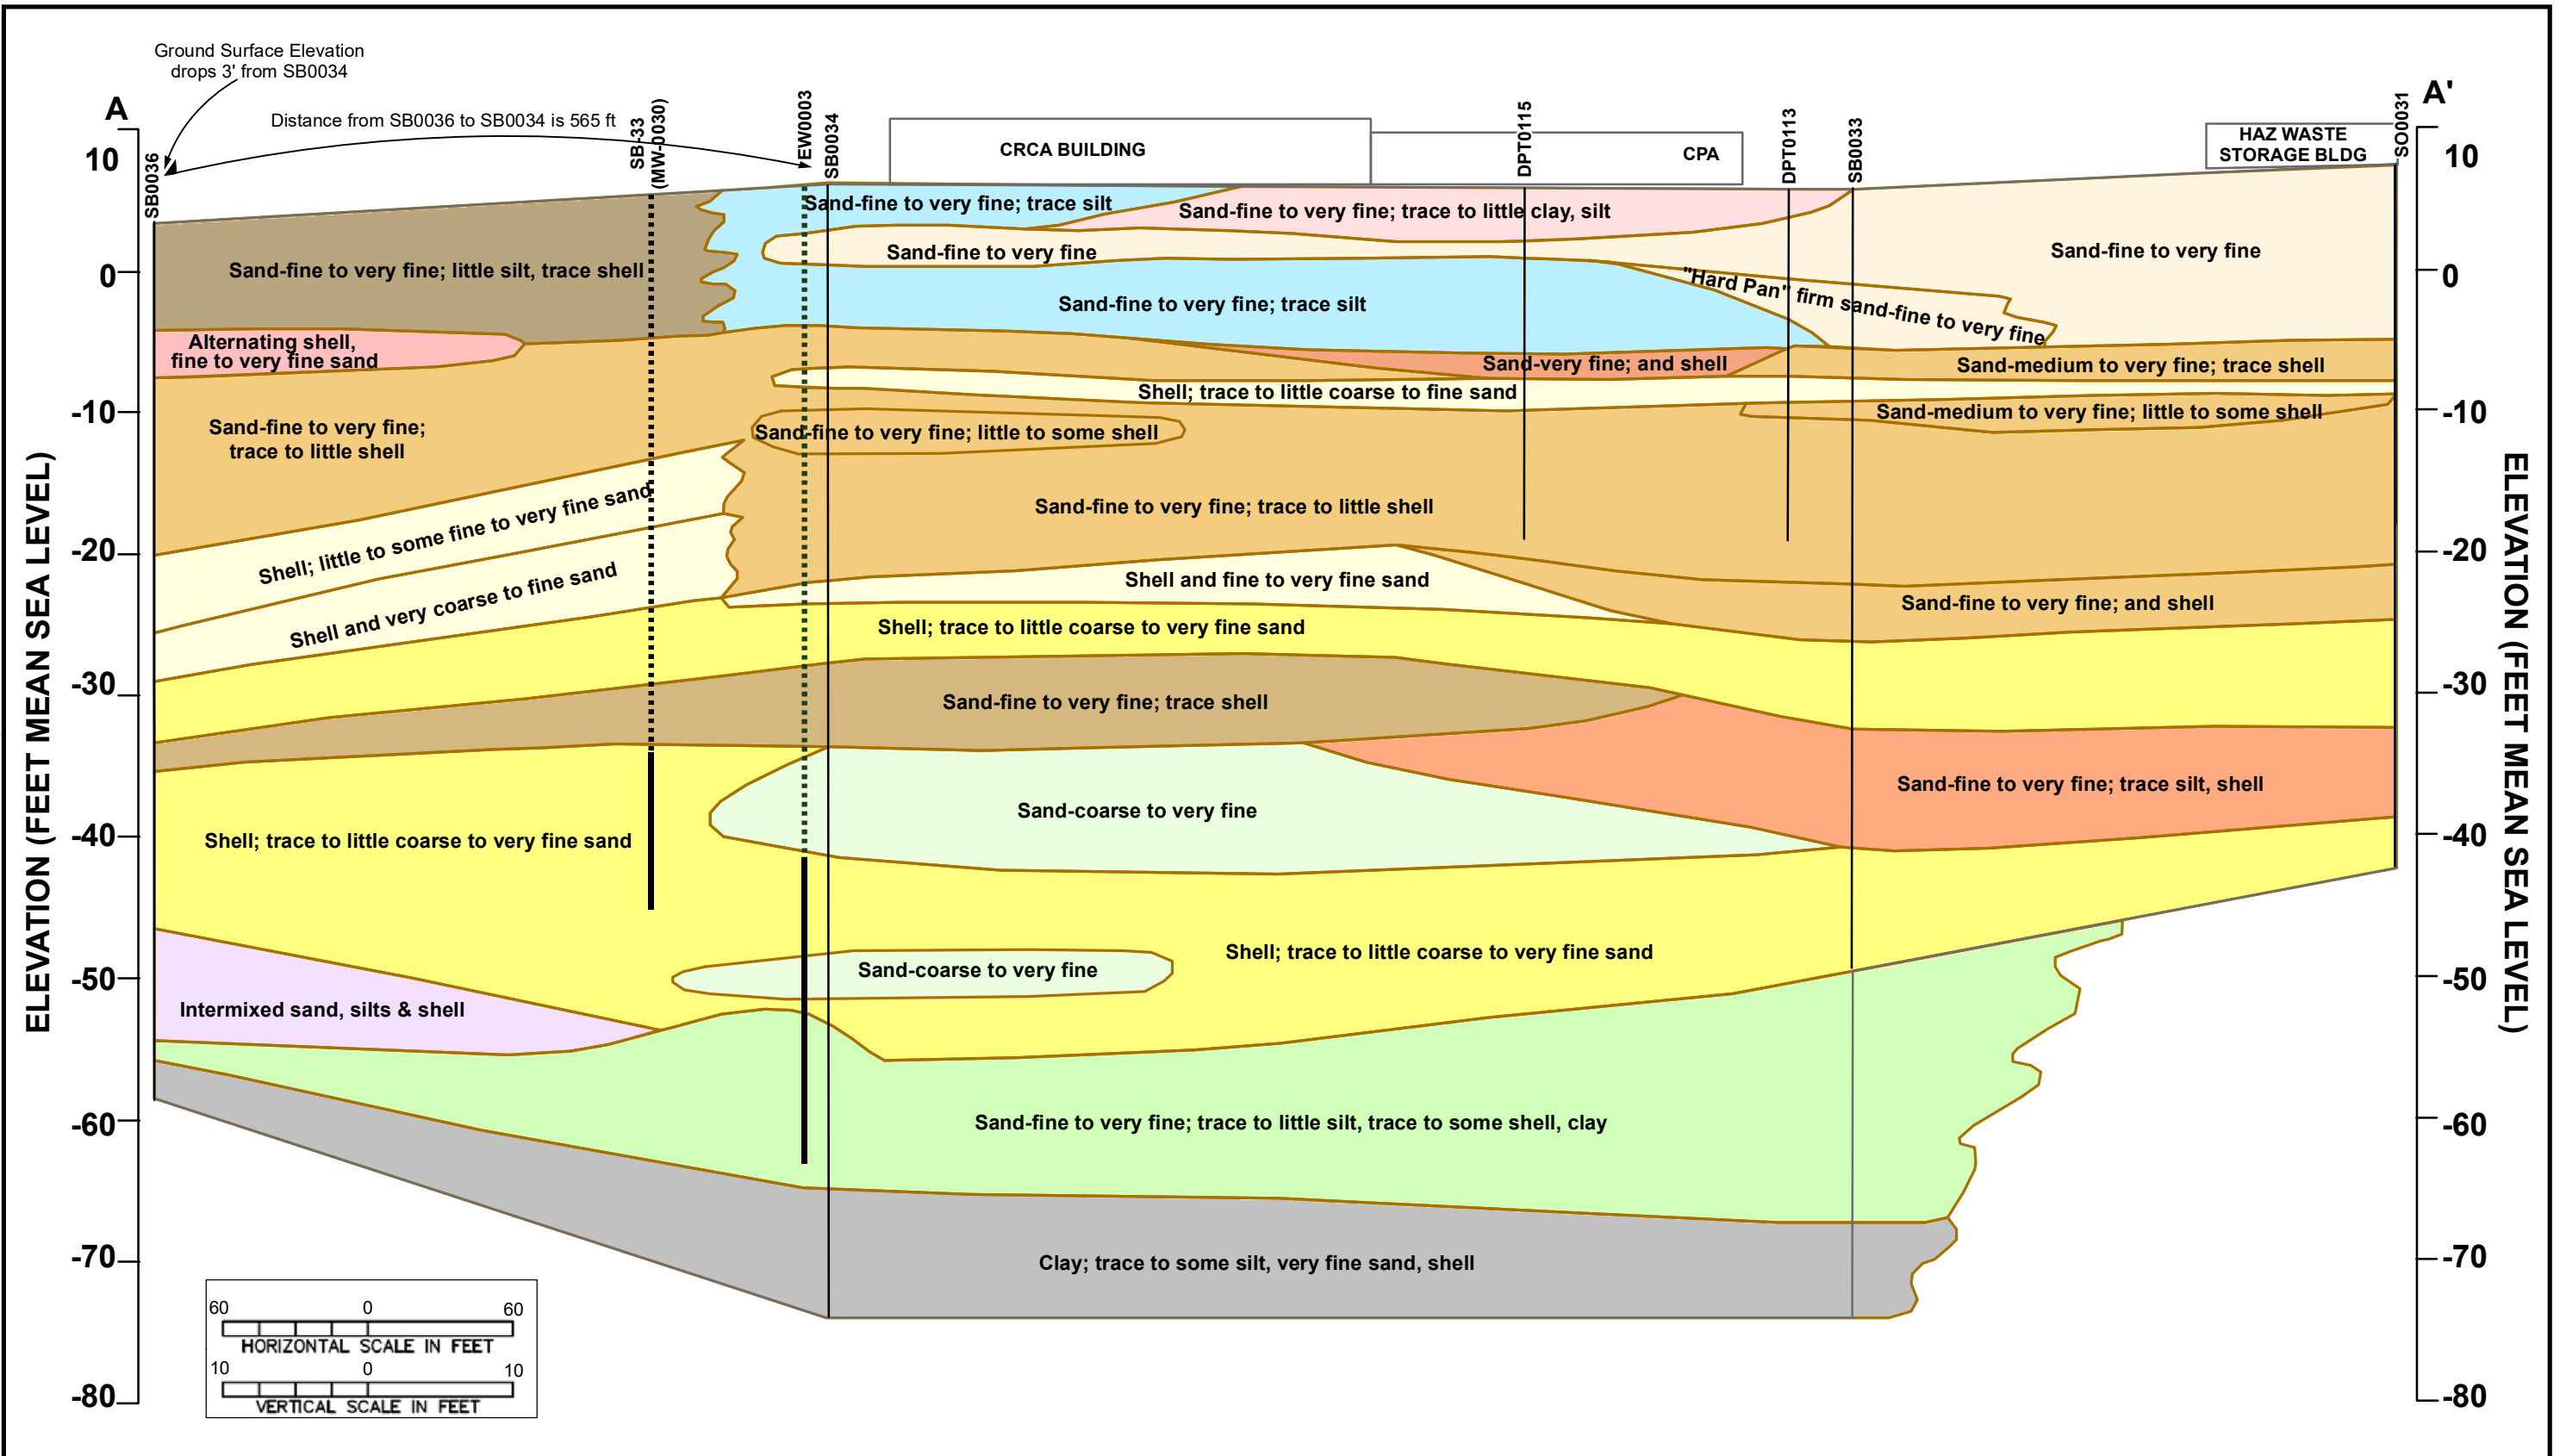 Ground Surface Elevation
drops 3' from SB0034
A
Distance from SB0036 to SB0034 is 565 ft
SB0036
SB-33
(MW-0030)
EW0003
SB0034
CRCA BUILDING
DPT0115
CPA
DPT0113
SB0033
HAZ WASTE
STORAGE BLDG
SO0031
A'
ELEVATION (FEET MEAN SEA LEVEL)
10
0
-10
-20
-30
-40
-50
-60
-70
-80
Sand-fine to very fine; trace silt
Sand-fine to very fine; trace to little clay, silt
Sand-fine to very fine
Sand-fine to very fine
Sand-fine to very fine; little silt, trace shell
"Hard Pan" firm sand-fine to very fine
Sand-fine to very fine; trace silt
Alternating shell,
fine to very fine sand
Sand-very fine; and shell
Sand-medium to very fine; trace shell
Shell; trace to little coarse to fine sand
Sand-medium to very fine; little to some shell
Sand-fine to very fine;
trace to little shell
Sand-fine to very fine; little to some shell
Sand-fine to very fine; trace to little shell
Shell; little to some fine to very fine sand
Shell and fine to very fine sand
Shell and very coarse to fine sand
Sand-fine to very fine; and shell
Shell; trace to little coarse to very fine sand
Sand-fine to very fine; trace shell
Sand-fine to very fine; trace silt, shell
Sand-coarse to very fine
Shell; trace to little coarse to very fine sand
Shell; trace to little coarse to very fine sand
Sand-coarse to very fine
Intermixed sand, silts & shell
Sand-fine to very fine; trace to little silt, trace to some shell, clay
Clay; trace to some silt, very fine sand, shell
10
0
-10
-20
-30
-40
-50
-60
-70
-80
ELEVATION (FEET MEAN SEA LEVEL)
60 0 60
HORIZONTAL SCALE IN FEET
10 0 10
VERTICAL SCALE IN FEET